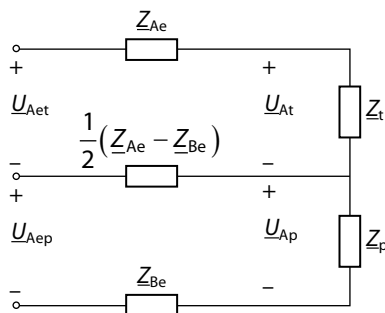 Z_Ae
+ +
U_Aet U_At Z_t
1/2 (Z_Ae − Z_Be)
− −
+ +
U_Aep U_Ap Z_p
Z_Be
− −